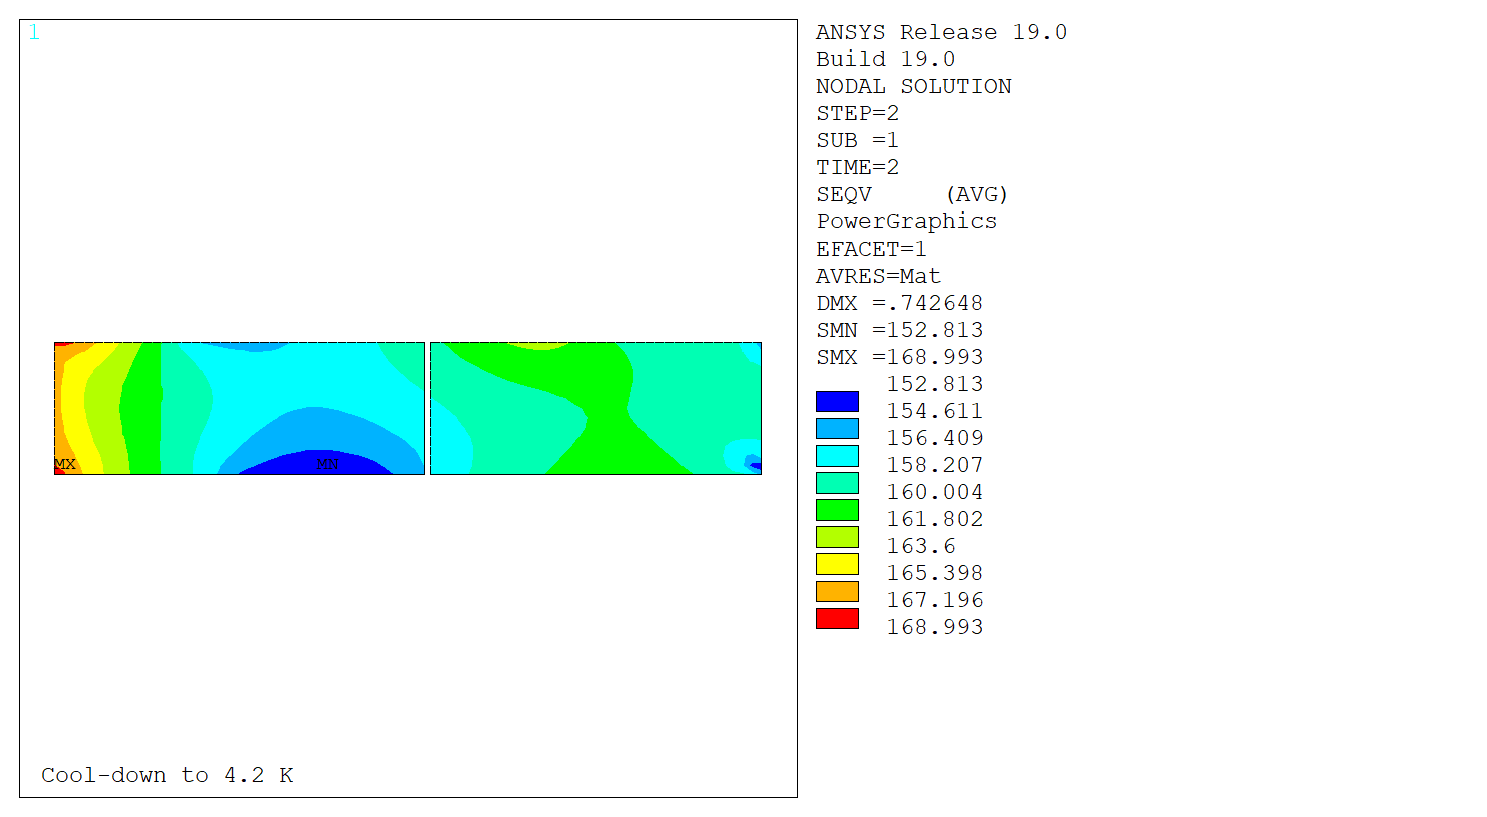 1
ANSYS Release 19.0
Build 19.0
NODAL SOLUTION
STEP=2
SUB =1
TIME=2
SEQV (AVG)
PowerGraphics
EFACET=1
AVRES=Mat
DMX =.742648
SMN =152.813
SMX =168.993
152.813
154.611
156.409
158.207
160.004
161.802
163.6
165.398
167.196
168.993
MX
MN
Cool-down to 4.2 K